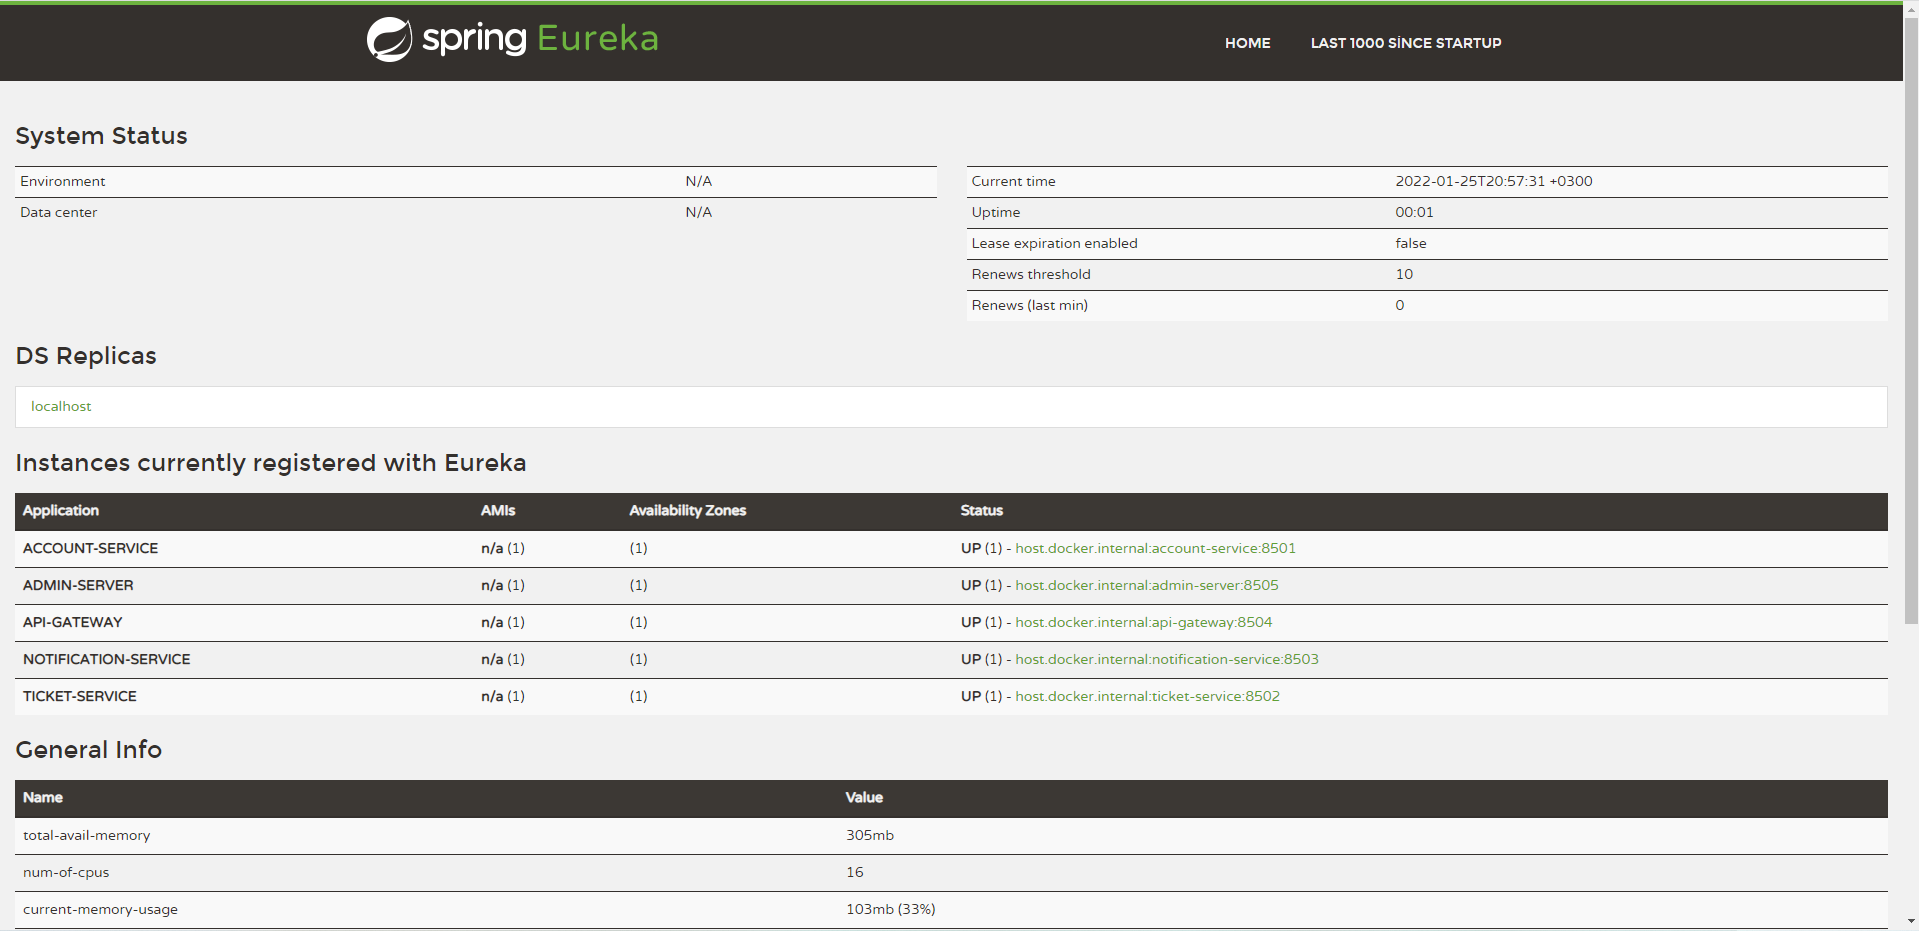 spring Eureka
HOME LAST 1000 SİNCE STARTUP
System Status
Environment N/A
Data center N/A
Current time 2022-01-25T20:57:31 +0300
Uptime 00:01
Lease expiration enabled false
Renews threshold 10
Renews (last min) 0
DS Replicas
localhost
Instances currently registered with Eureka
Application AMIs Availability Zones Status
ACCOUNT-SERVICE n/a (1) (1) UP (1) - host.docker.internal:account-service:8501
ADMIN-SERVER n/a (1) (1) UP (1) - host.docker.internal:admin-server:8505
API-GATEWAY n/a (1) (1) UP (1) - host.docker.internal:api-gateway:8504
NOTIFICATION-SERVICE n/a (1) (1) UP (1) - host.docker.internal:notification-service:8503
TICKET-SERVICE n/a (1) (1) UP (1) - host.docker.internal:ticket-service:8502
General Info
Name Value
total-avail-memory 305mb
num-of-cpus 16
current-memory-usage 103mb (33%)